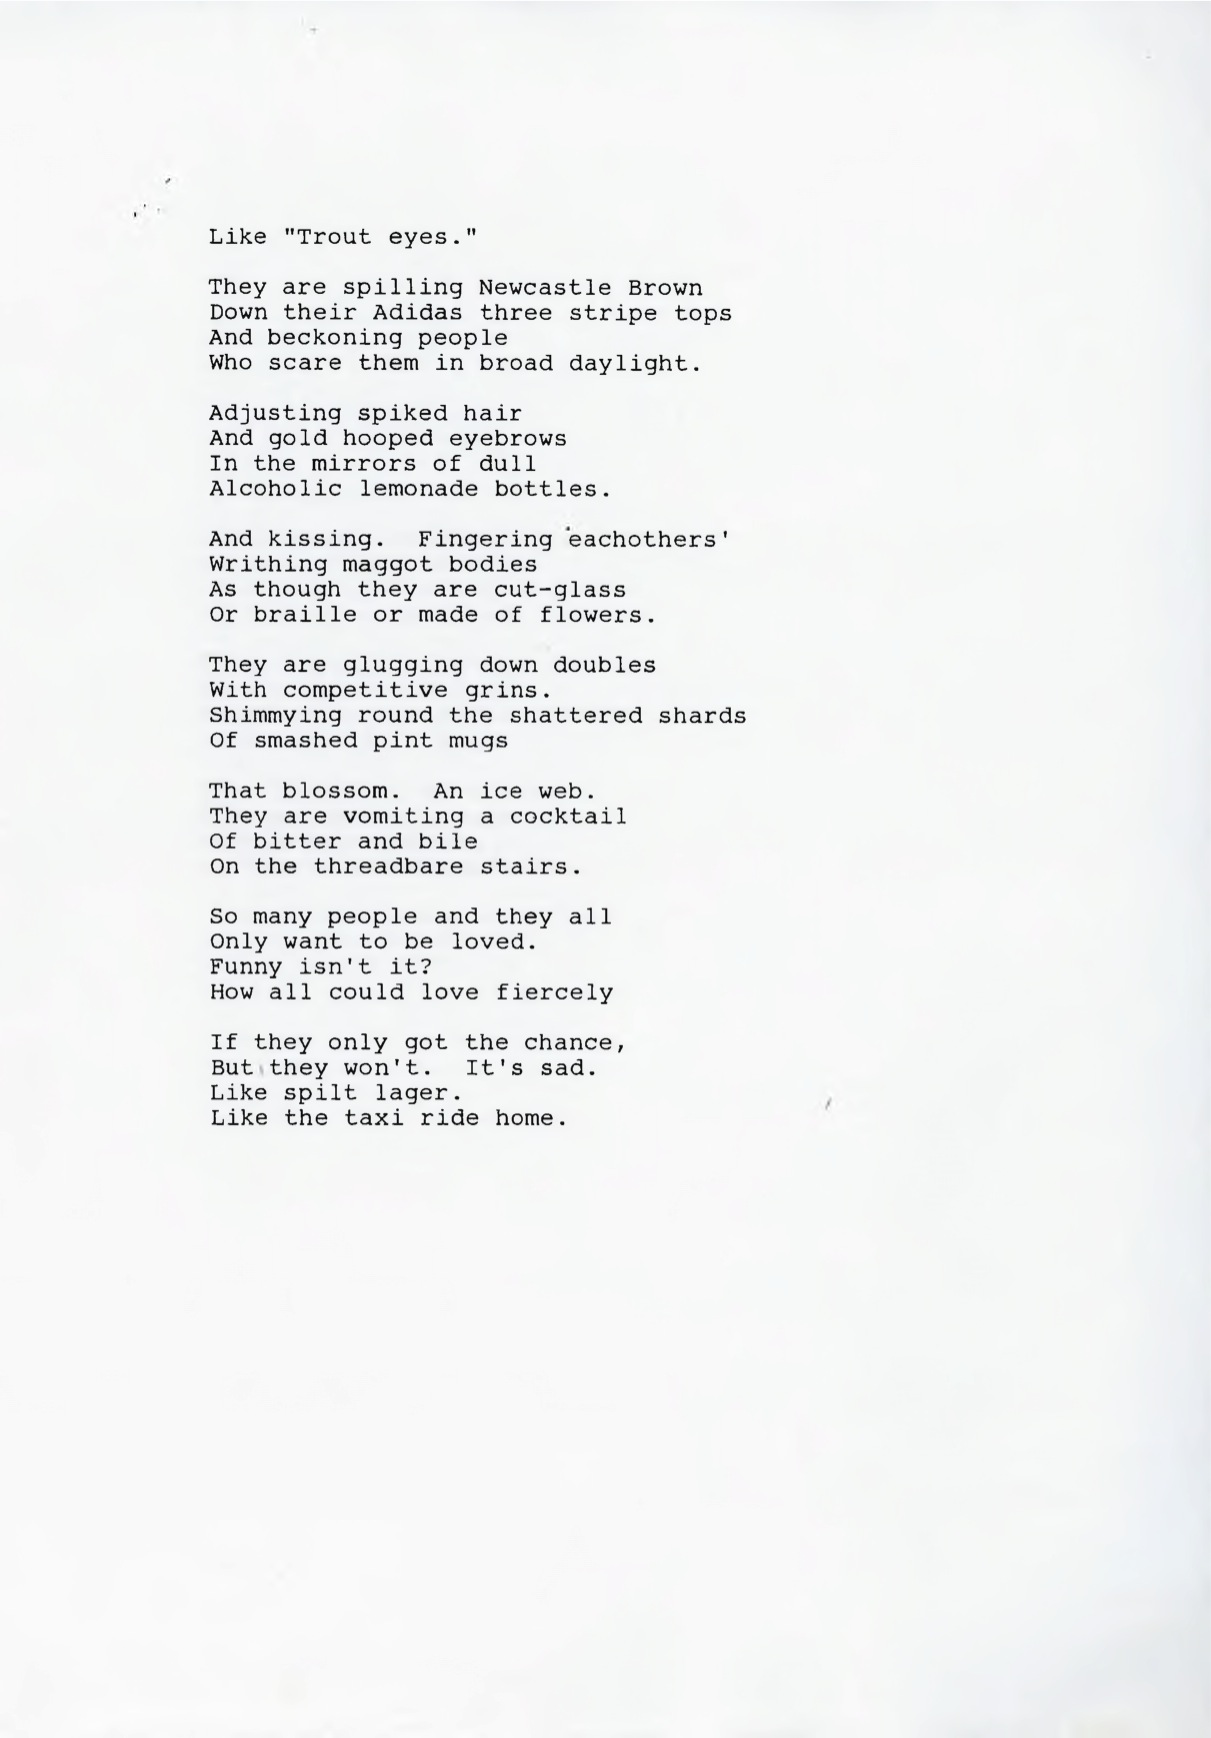 Like "Trout eyes."
They are spilling Newcastle Brown
Down their Adidas three stripe tops
And beckoning people
Who scare them in broad daylight.
Adjusting spiked hair
And gold hooped eyebrows
In the mirrors of dull
Alcoholic lemonade bottles.
And kissing.  Fingering eachothers'
Writhing maggot bodies
As though they are cut-glass
Or braille or made of flowers.
They are glugging down doubles
With competitive grins.
Shimmying round the shattered shards
Of smashed pint mugs
That blossom.  An ice web.
They are vomiting a cocktail
Of bitter and bile
On the threadbare stairs.
So many people and they all
Only want to be loved.
Funny isn't it?
How all could love fiercely
If they only got the chance,
But they won't.  It's sad.
Like spilt lager.
Like the taxi ride home.